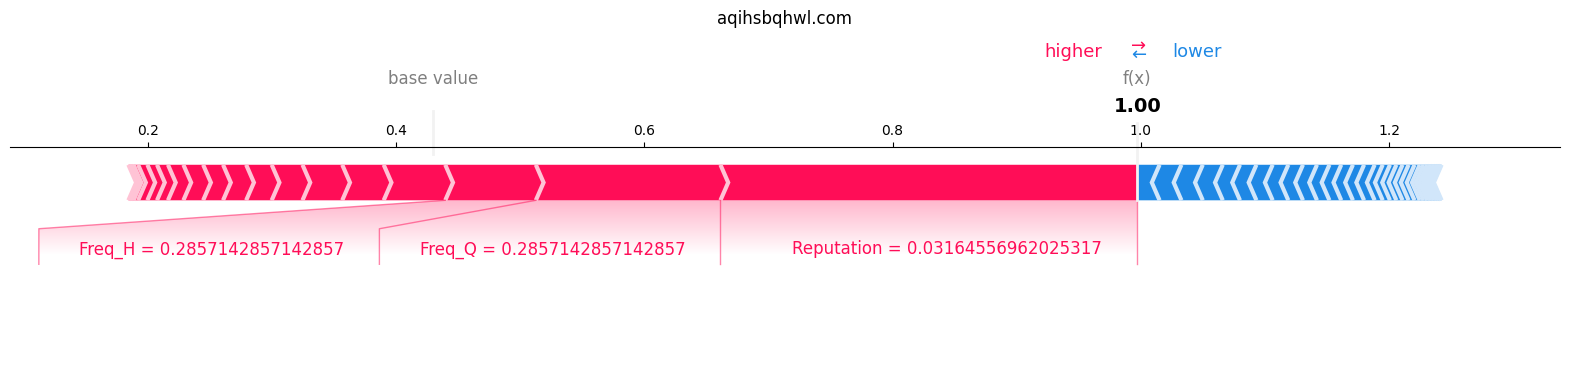 aqihsbqhwl.com
higher ⇄ lower
base value f(x)
1.00
0.2 0.4 0.6 0.8 1.0 1.2
Freq_H = 0.2857142857142857 Freq_Q = 0.2857142857142857 Reputation = 0.03164556962025317